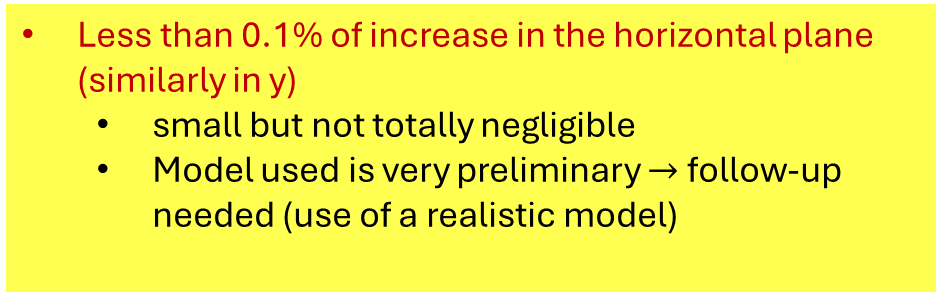 • Less than 0.1% of increase in the horizontal plane
(similarly in y)
• small but not totally negligible
• Model used is very preliminary → follow-up
needed (use of a realistic model)